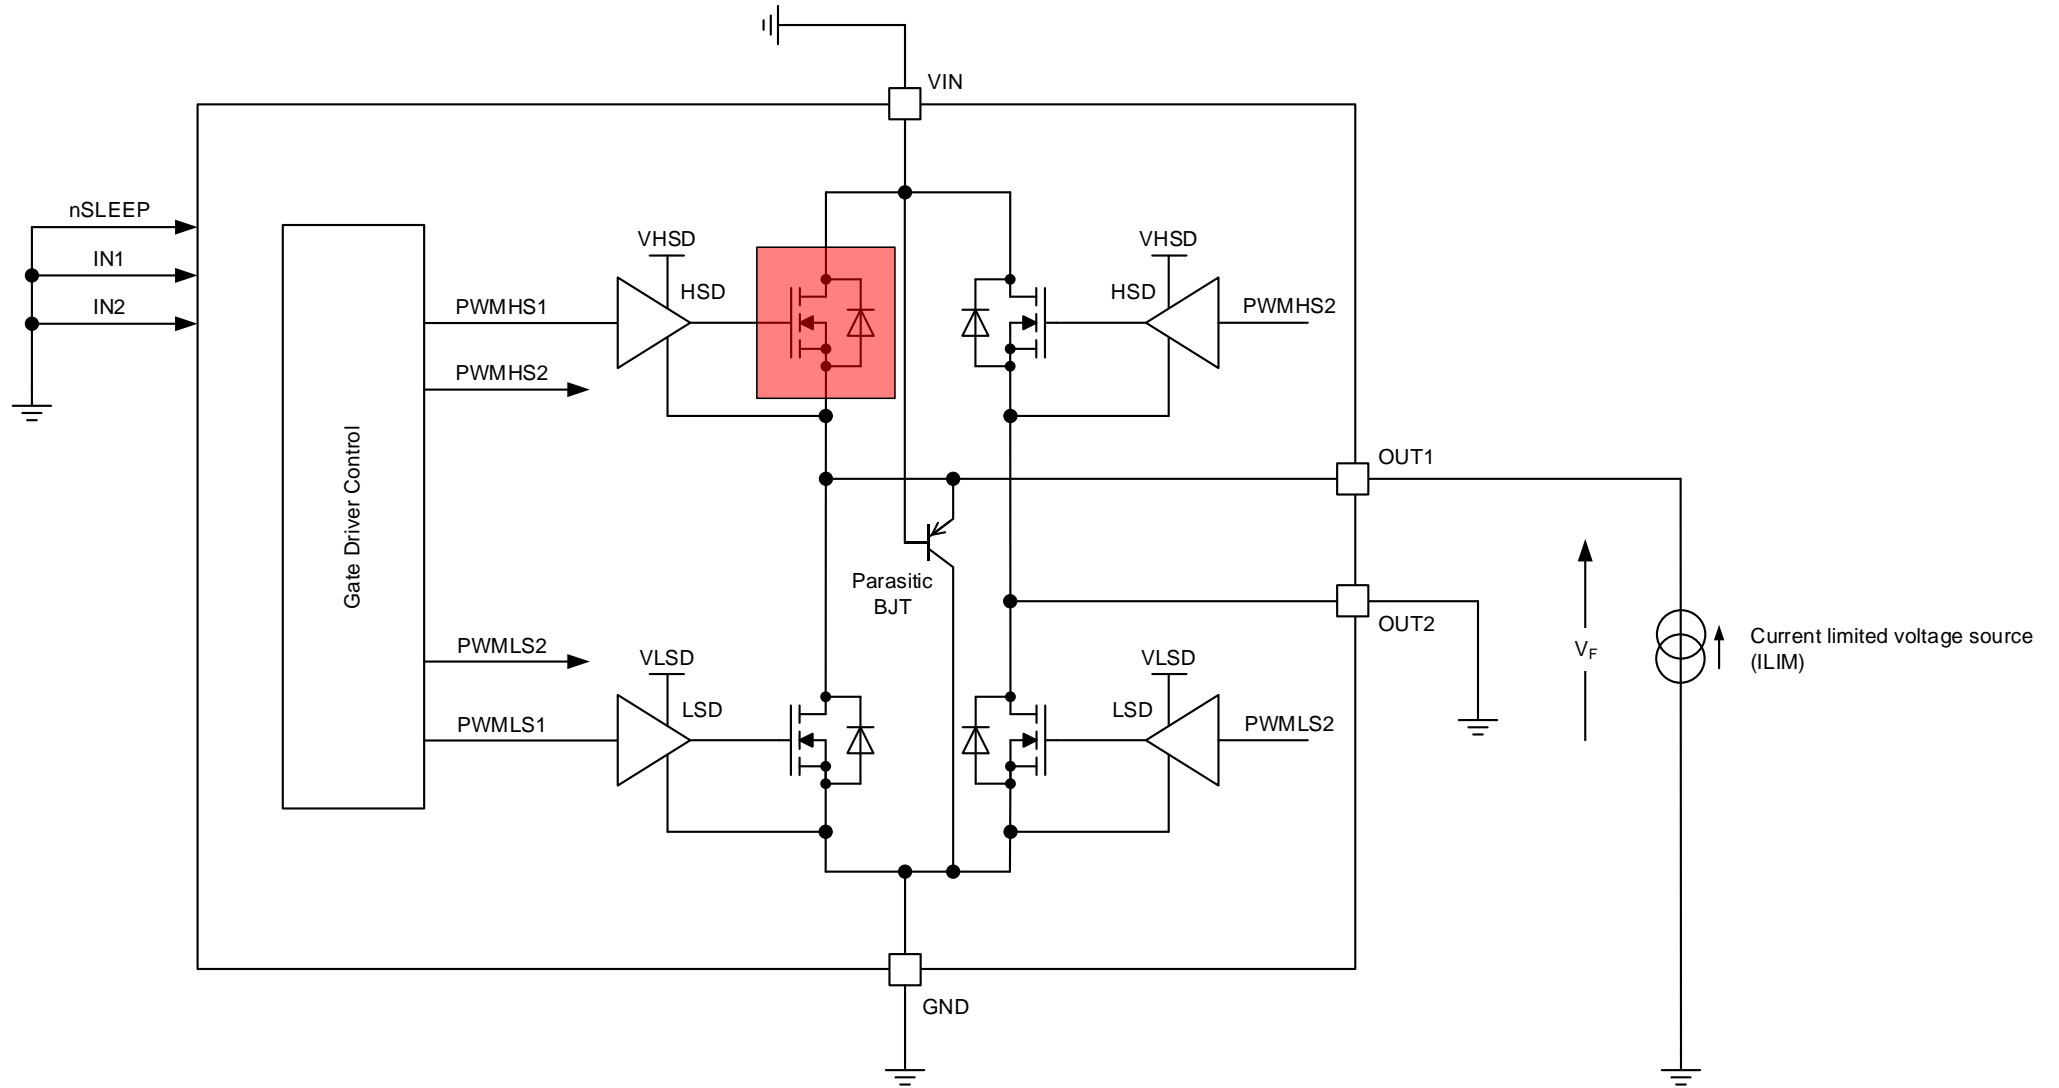 VIN
nSLEEP
IN1
IN2
VHSD
HSD
PWMHS1
PWMHS2
VHSD
HSD
PWMHS2
Gate Driver Control
OUT1
Parasitic
BJT
OUT2
VF
Current limited voltage source
(ILIM)
PWMLS2
PWMLS1
VLSD
LSD
VLSD
LSD
PWMLS2
GND